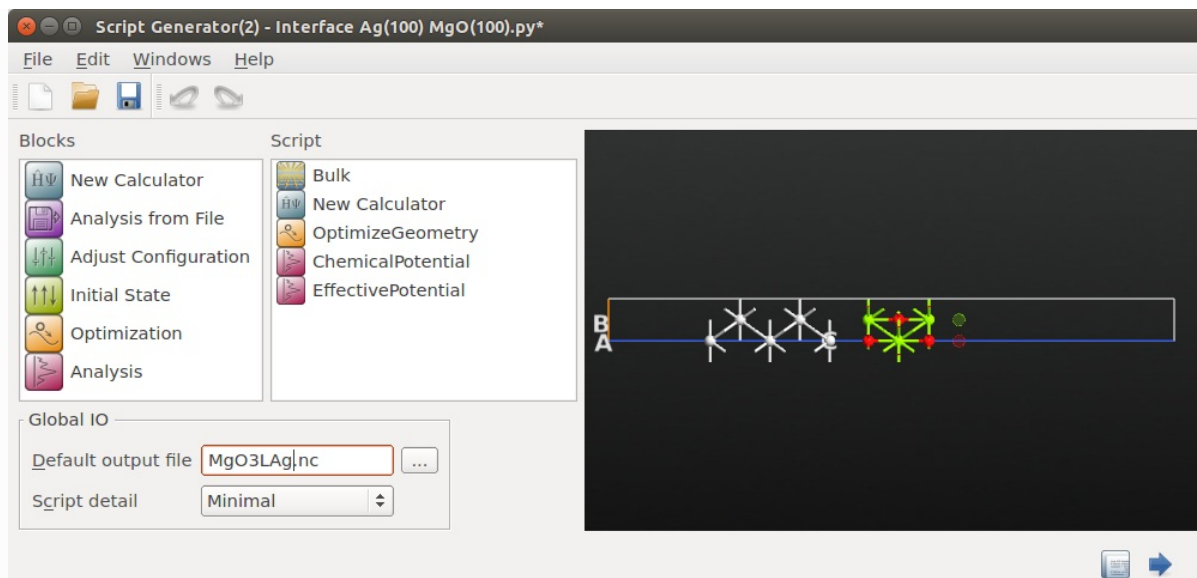 Script Generator(2) - Interface Ag(100) MgO(100).py*
File Edit Windows Help
Blocks
ĤΨ New Calculator
Analysis from File
Adjust Configuration
Initial State
Optimization
Analysis
Script
Bulk
ĤΨ New Calculator
OptimizeGeometry
ChemicalPotential
EffectivePotential
Global IO
Default output file MgO3LAg.nc ...
Script detail Minimal
B
A
C